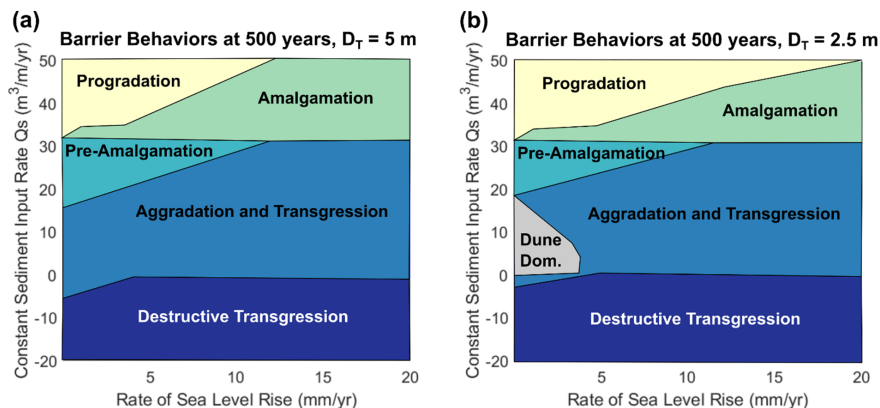 (a)
Barrier Behaviors at 500 years, D_T = 5 m
Constant Sediment Input Rate Qs (m³/m/yr)
50
40
30
20
10
0
-10
-20
Progradation
Amalgamation
Pre-Amalgamation
Aggradation and Transgression
Destructive Transgression
5
10
15
20
Rate of Sea Level Rise (mm/yr)
(b)
Barrier Behaviors at 500 years, D_T = 2.5 m
Constant Sediment Input Rate Qs (m³/m/yr)
50
40
30
20
10
0
-10
-20
Progradation
Amalgamation
Pre-Amalgamation
Aggradation and Transgression
Dune
Dom.
Destructive Transgression
5
10
15
20
Rate of Sea Level Rise (mm/yr)